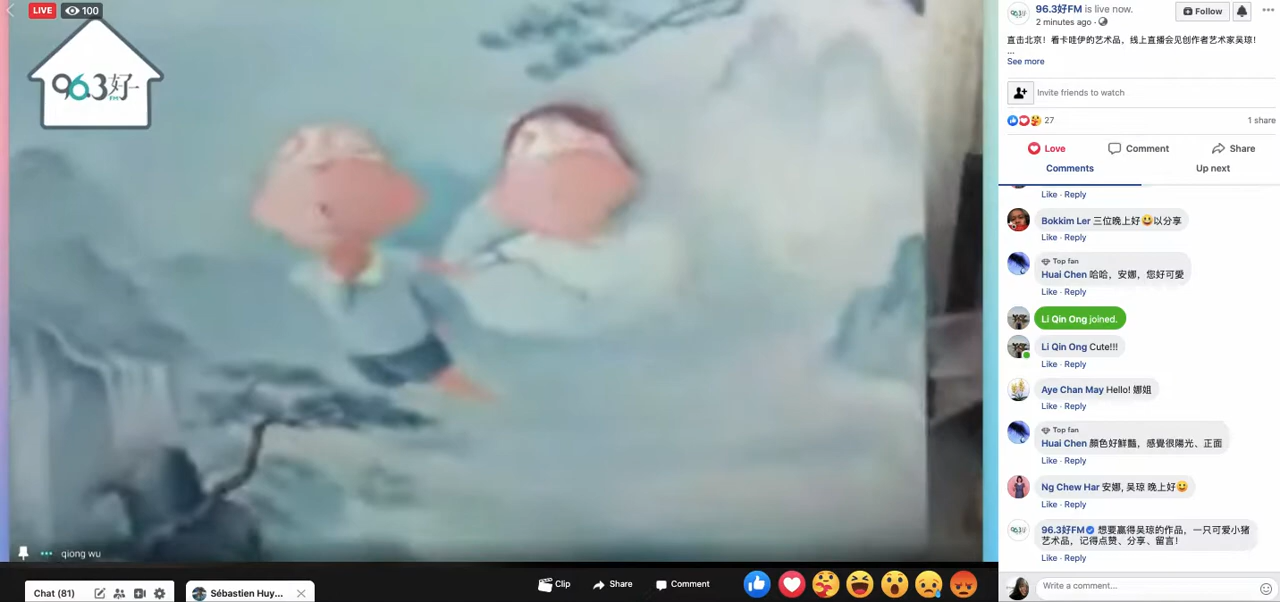 LIVE
100
96.3好
FM
qiong wu
Clip
Share
Comment
Chat (81)
Sébastien Huy...
96.3好FM is live now.
2 minutes ago ·
Follow
直击北京！看卡哇伊的艺术品，线上直播会见创作者艺术家吴琼！
...
See more
Invite friends to watch
27
1 share
Love
Comment
Share
Comments
Up next
Like · Reply
Bokkim Ler 三位晚上好😃以分享
Like · Reply
Top fan
Huai Chen 哈哈，安娜，您好可愛
Like · Reply
Li Qin Ong joined.
Li Qin Ong Cute!!!
Like · Reply
Aye Chan May Hello! 娜姐
Like · Reply
Top fan
Huai Chen 顏色好鮮豔，感覺很陽光、正面
Like · Reply
Ng Chew Har 安娜, 吴琼 晚上好😃
Like · Reply
96.3好FM 想要赢得吴琼的作品，一只可爱小猪
艺术品，记得点赞、分享、留言！
Like · Reply
Write a comment...